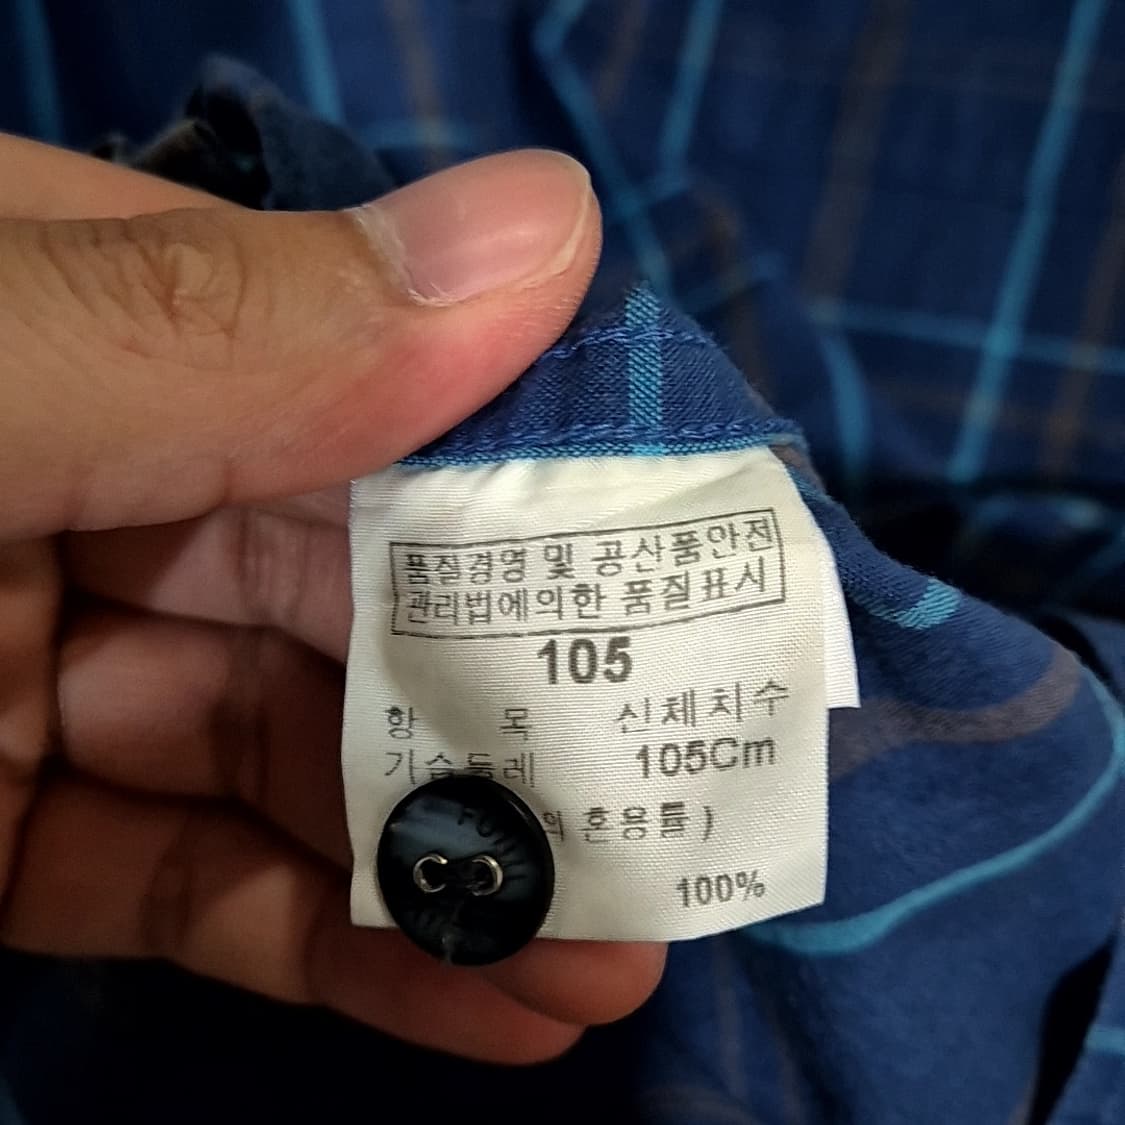 품질경영 및 공산품안전
관리법에의한 품질표시
105
항 목 신체치수
가슴둘레 105Cm
의 혼용률)
100%